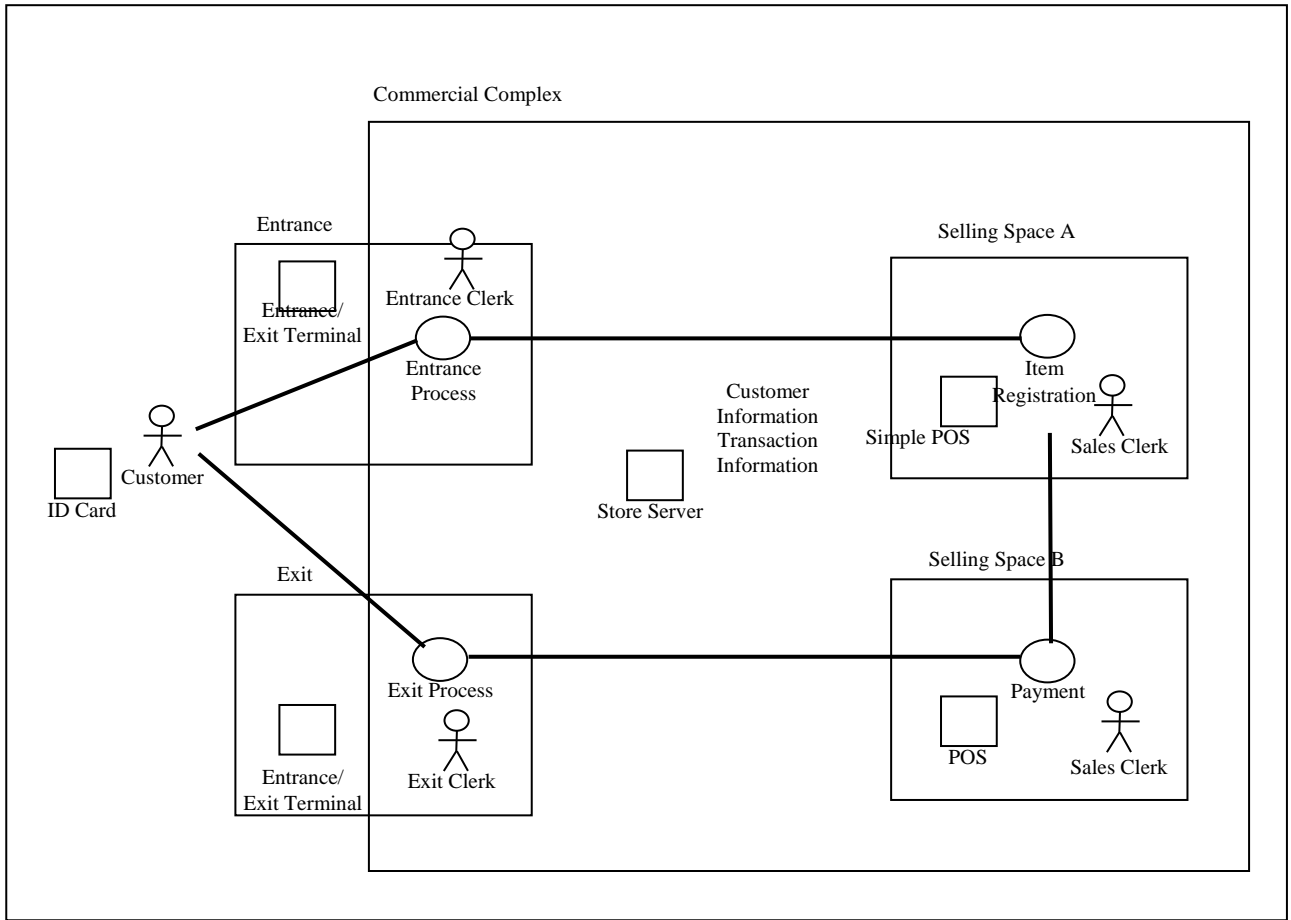 Commercial Complex
Entrance
Selling Space A
Entrance Clerk
Entrance/
Exit Terminal
Entrance
Process
Item
Registration
Customer
Information
Transaction
Information
Simple POS
Sales Clerk
Customer
ID Card
Store Server
Exit
Selling Space B
Exit Process
Payment
POS
Sales Clerk
Entrance/
Exit Terminal
Exit Clerk